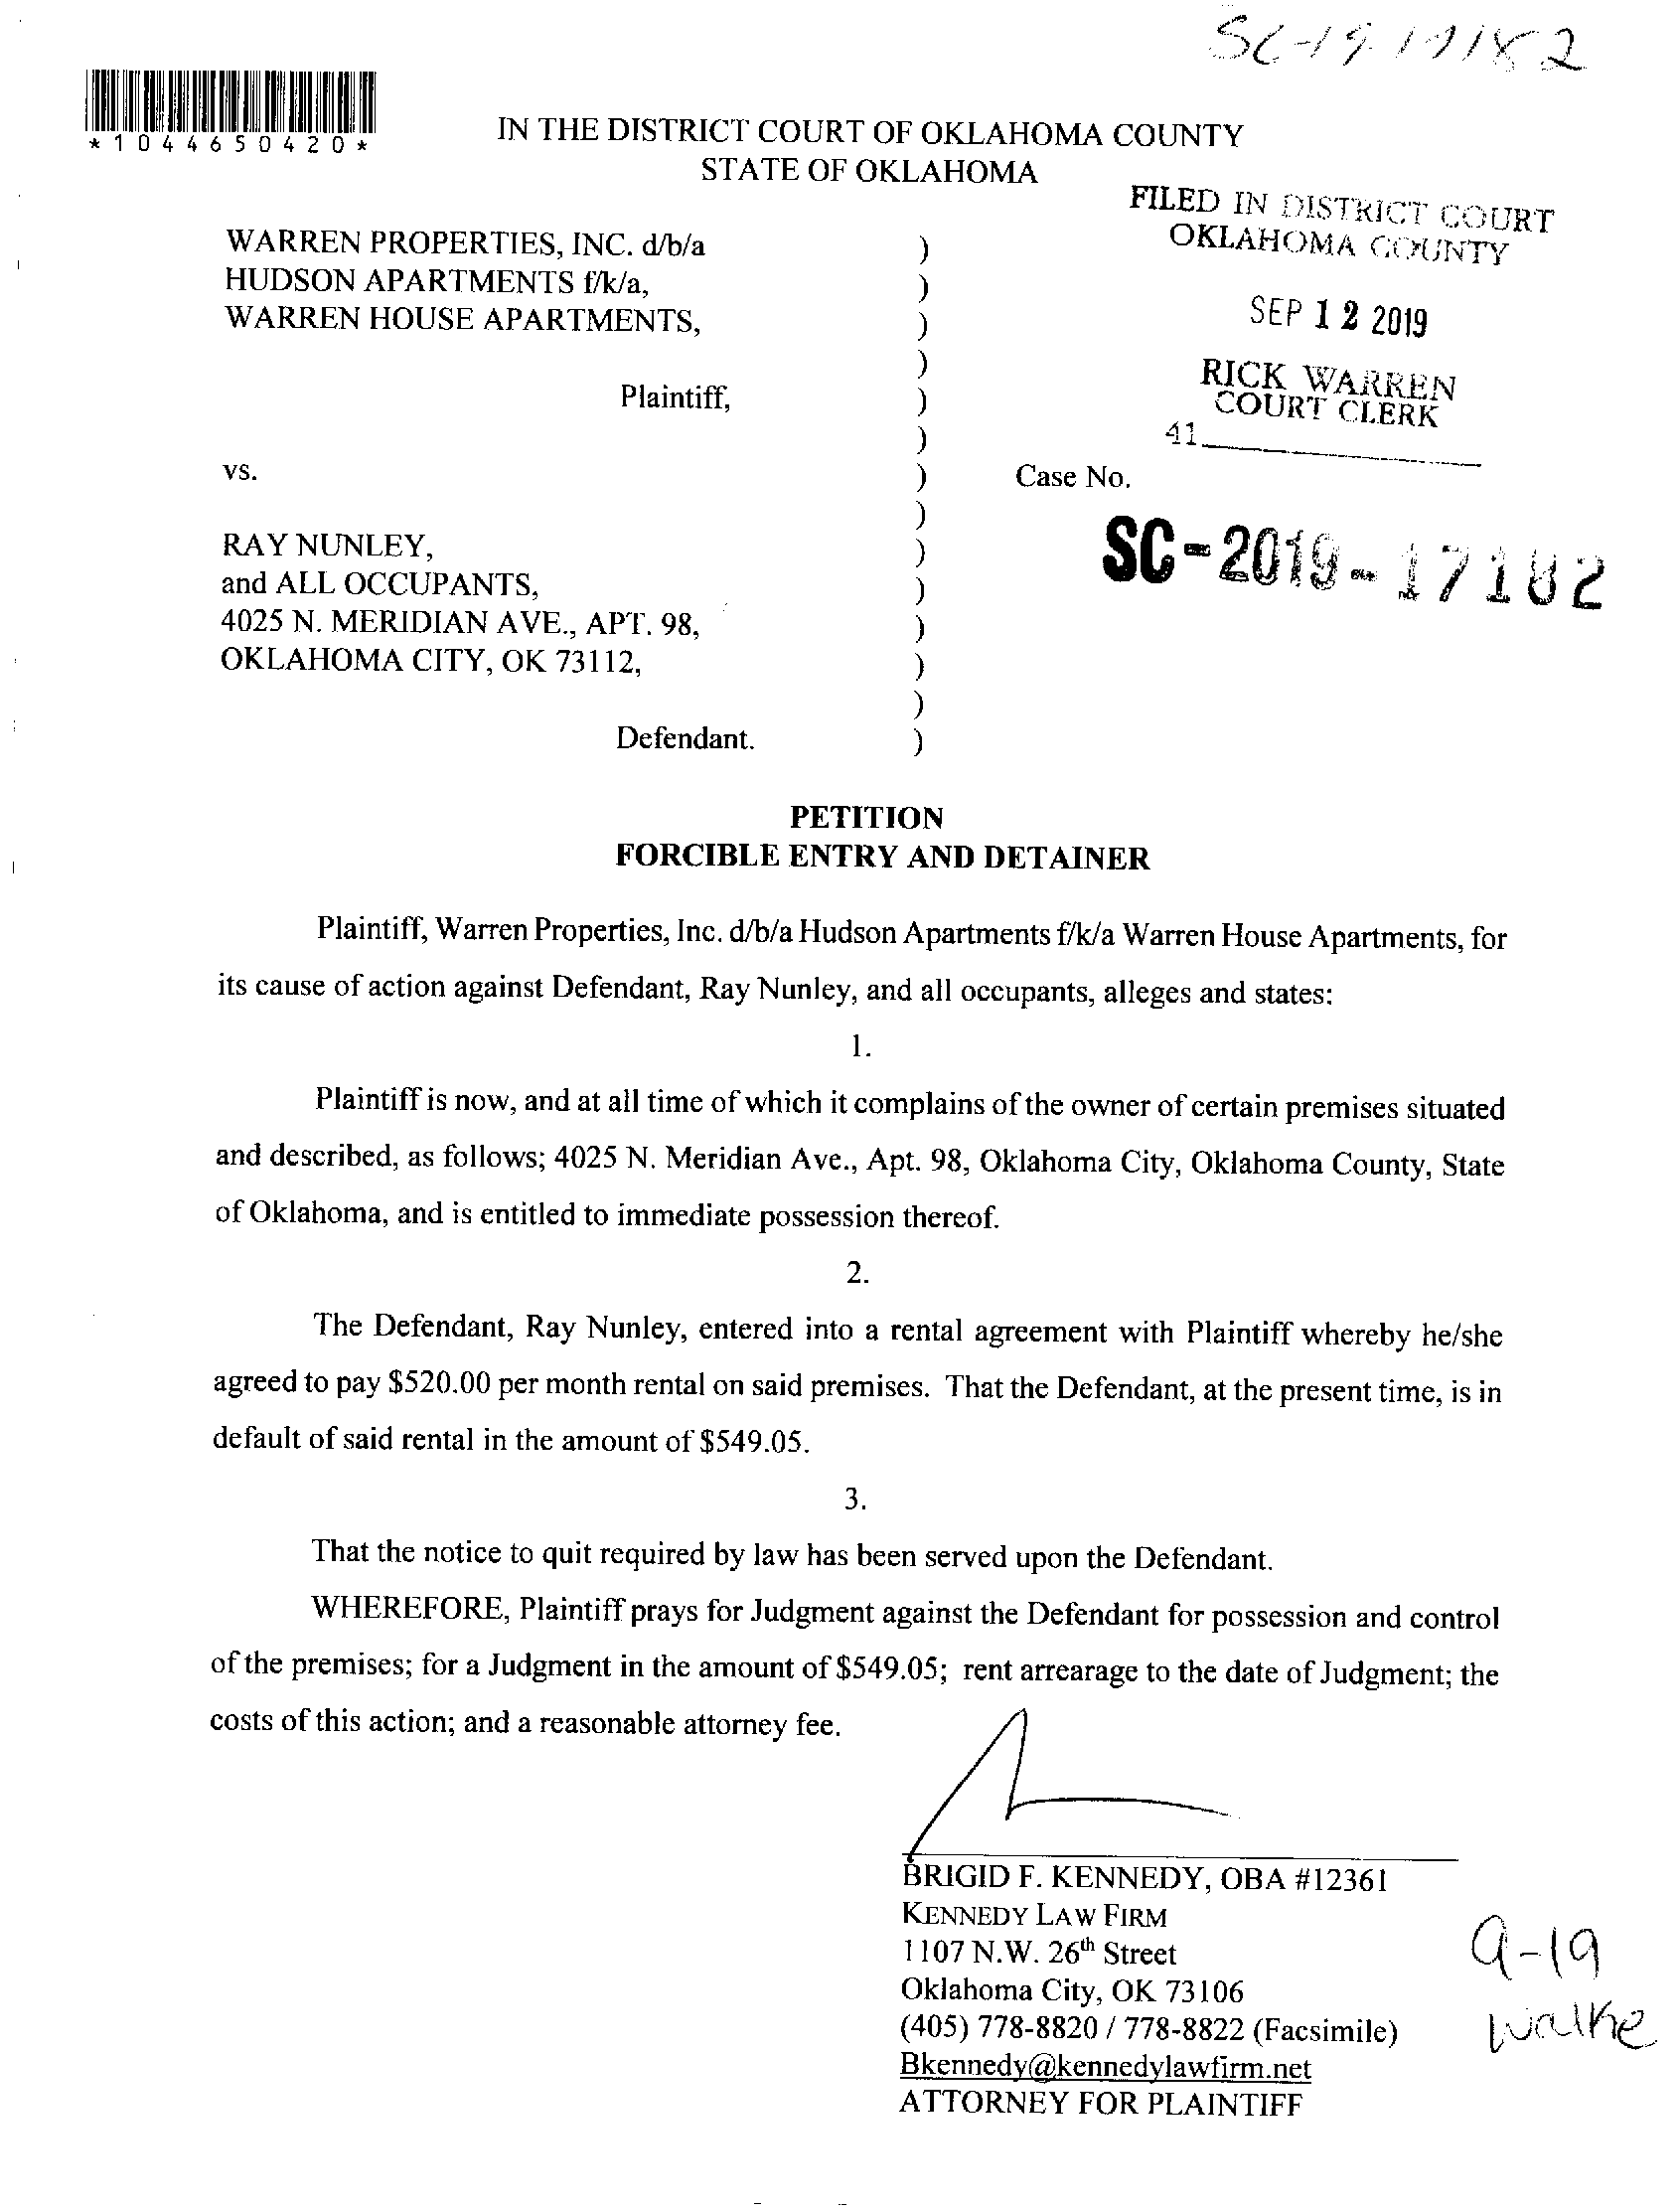 SC-19-17182
*1044650420*
IN THE DISTRICT COURT OF OKLAHOMA COUNTY
STATE OF OKLAHOMA
FILED IN DISTRICT COURT
OKLAHOMA COUNTY
SEP 12 2019
RICK WARREN
COURT CLERK
41
WARREN PROPERTIES, INC. d/b/a )
HUDSON APARTMENTS f/k/a, )
WARREN HOUSE APARTMENTS, )
)
Plaintiff, )
)
vs. ) Case No.
)
SC-2019-17182
RAY NUNLEY, )
and ALL OCCUPANTS, )
4025 N. MERIDIAN AVE., APT. 98, )
OKLAHOMA CITY, OK 73112, )
)
Defendant. )
PETITION
FORCIBLE ENTRY AND DETAINER
Plaintiff, Warren Properties, Inc. d/b/a Hudson Apartments f/k/a Warren House Apartments, for
its cause of action against Defendant, Ray Nunley, and all occupants, alleges and states:
1.
Plaintiff is now, and at all time of which it complains of the owner of certain premises situated
and described, as follows; 4025 N. Meridian Ave., Apt. 98, Oklahoma City, Oklahoma County, State
of Oklahoma, and is entitled to immediate possession thereof.
2.
The Defendant, Ray Nunley, entered into a rental agreement with Plaintiff whereby he/she
agreed to pay $520.00 per month rental on said premises. That the Defendant, at the present time, is in
default of said rental in the amount of $549.05.
3.
That the notice to quit required by law has been served upon the Defendant.
WHEREFORE, Plaintiff prays for Judgment against the Defendant for possession and control
of the premises; for a Judgment in the amount of $549.05; rent arrearage to the date of Judgment; the
costs of this action; and a reasonable attorney fee.
BRIGID F. KENNEDY, OBA #12361
KENNEDY LAW FIRM
1107 N.W. 26th Street
Oklahoma City, OK 73106
(405) 778-8820 / 778-8822 (Facsimile)
Bkennedy@kennedylawfirm.net
ATTORNEY FOR PLAINTIFF
9-19
Walke